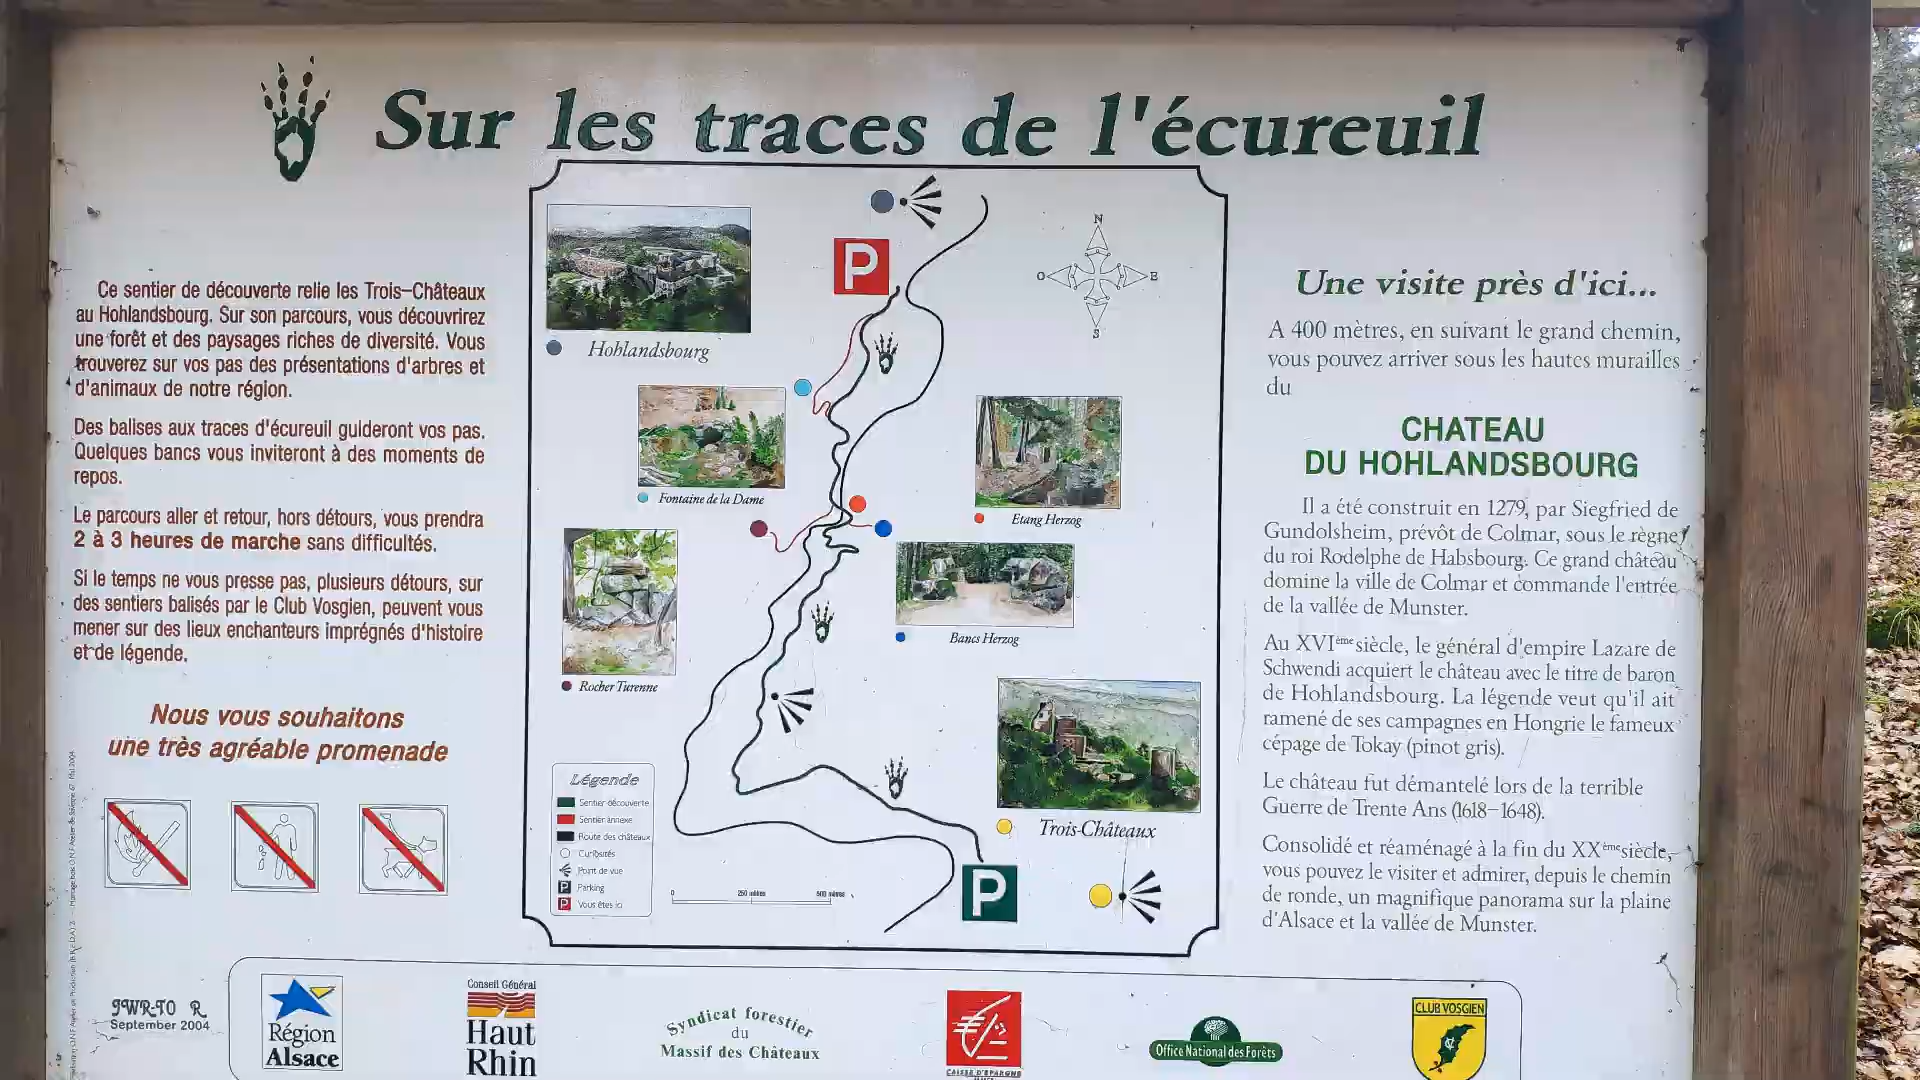 Sur les traces de l'écureuil
Ce sentier de découverte relie les Trois-Châteaux
au Hohlandsbourg. Sur son parcours, vous découvrirez
une forêt et des paysages riches de diversité. Vous
trouverez sur vos pas des présentations d'arbres et
d'animaux de notre région.
Des balises aux traces d'écureuil guideront vos pas.
Quelques bancs vous inviteront à des moments de
repos.
Le parcours aller et retour, hors détours, vous prendra
2 à 3 heures de marche sans difficultés.
Si le temps ne vous presse pas, plusieurs détours, sur
des sentiers balisés par le Club Vosgien, peuvent vous
mener sur des lieux enchanteurs imprégnés d'histoire
et de légende.
Nous vous souhaitons
une très agréable promenade
P
N
O
E
S
Hohlandsbourg
Fontaine de la Dame
Etang Herzog
Rocher Turenne
Bancs Herzog
Trois-Châteaux
P
Légende
Sentier découverte
Sentier annexe
Route des châteaux
Curiosités
Point de vue
P Parking
P Vous êtes ici
0 250 mètres 500 mètres
Une visite près d'ici...
A 400 mètres, en suivant le grand chemin,
vous pouvez arriver sous les hautes murailles
du
CHATEAU
DU HOHLANDSBOURG
Il a été construit en 1279, par Siegfried de
Gundolsheim, prévôt de Colmar, sous le règne
du roi Rodolphe de Habsbourg. Ce grand château
domine la ville de Colmar et commande l'entrée
de la vallée de Munster.
Au XVIème siècle, le général d'empire Lazare de
Schwendi acquiert le château avec le titre de baron
de Hohlandsbourg. La légende veut qu'il ait
ramené de ses campagnes en Hongrie le fameux
cépage de Tokay (pinot gris).
Le château fut démantelé lors de la terrible
Guerre de Trente Ans (1618-1648).
Consolidé et réaménagé à la fin du XXème siècle,
vous pouvez le visiter et admirer, depuis le chemin
de ronde, un magnifique panorama sur la plaine
d'Alsace et la vallée de Munster.
September 2004
Région
Alsace
Conseil Général
Haut
Rhin
Syndicat forestier
du
Massif des Châteaux
CAISSE D'EPARGNE
Office National des Forêts
CLUB VOSGIEN